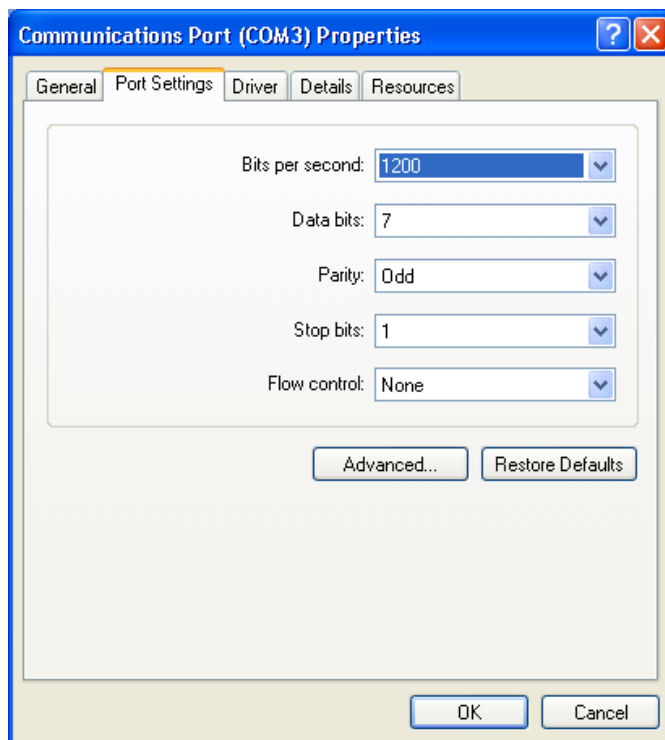 Communications Port (COM3) Properties
General Port Settings Driver Details Resources
Bits per second: 1200
Data bits: 7
Parity: Odd
Stop bits: 1
Flow control: None
Advanced... Restore Defaults
OK Cancel